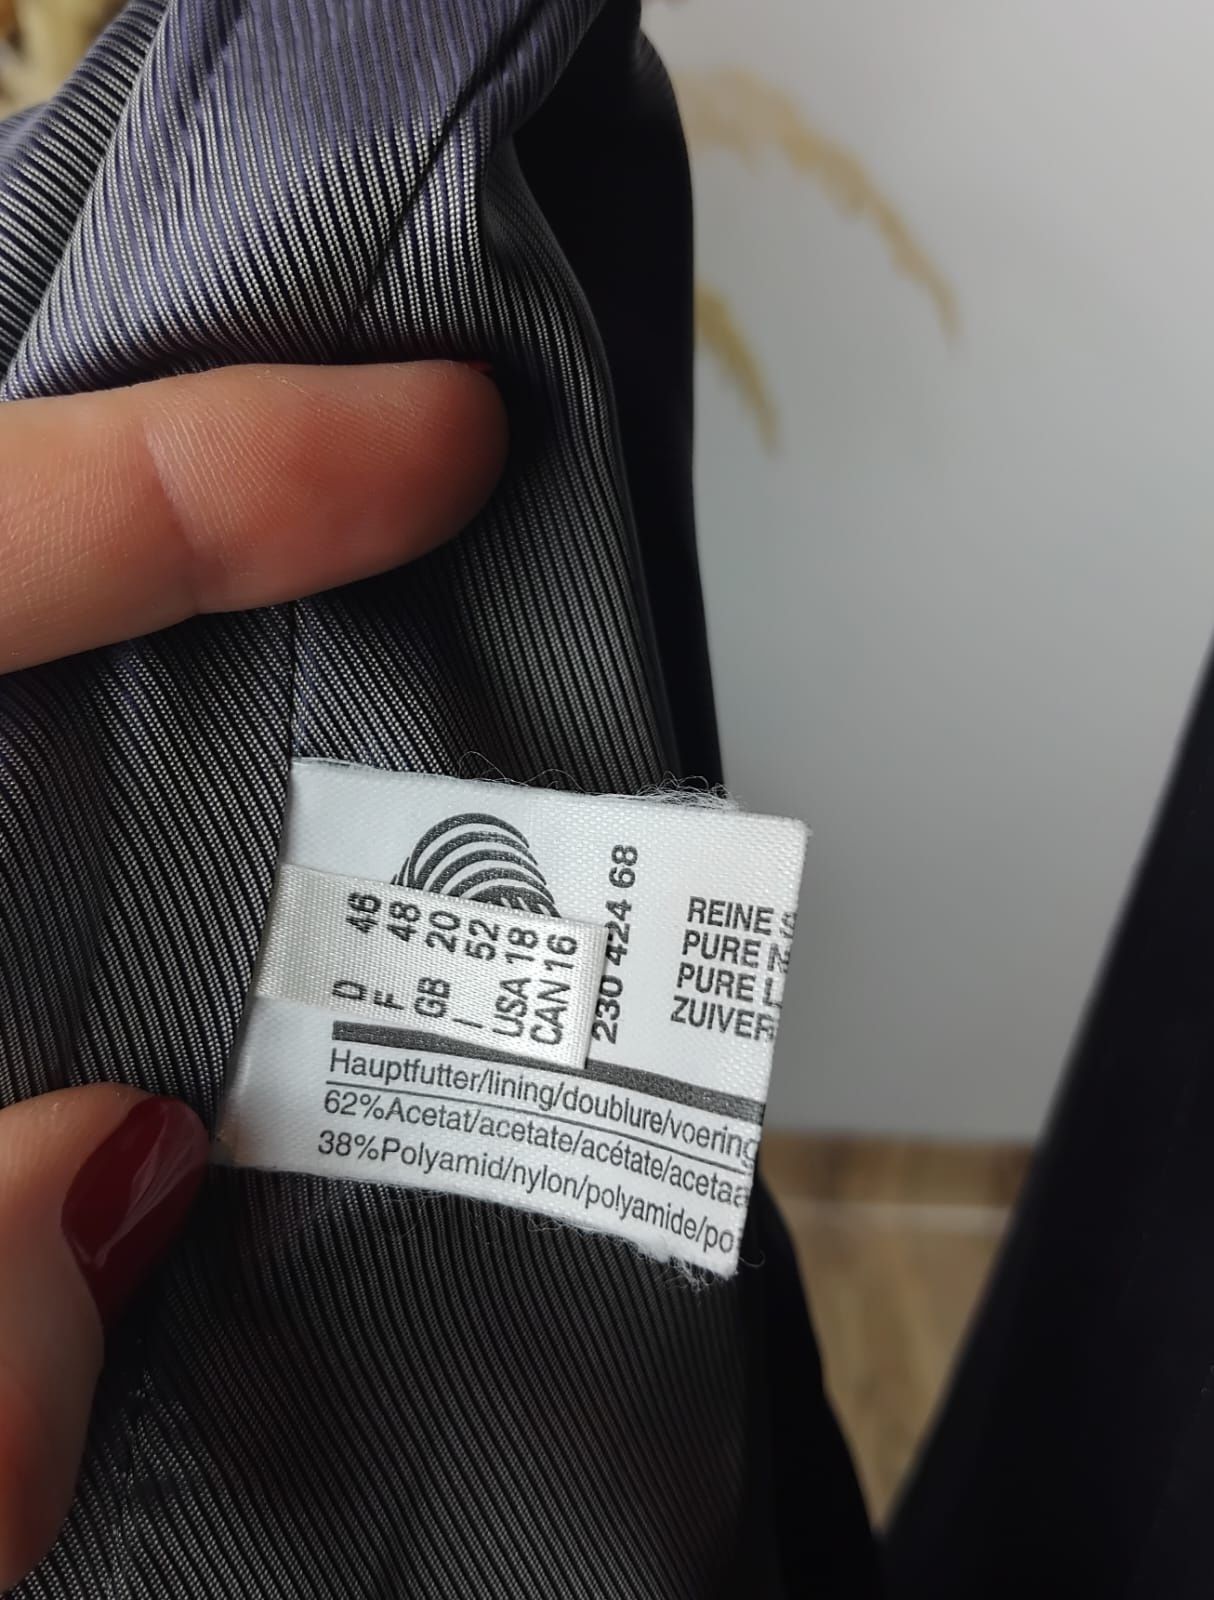 D 46
F 48
GB 20
I 52
USA 18
CAN 16
230 424 68
REINE
PURE
PURE
ZUIVER
Hauptfutter/lining/doublure/voering
62%Acetat/acetate/acétate/acetaa
38%Polyamid/nylon/polyamide/po